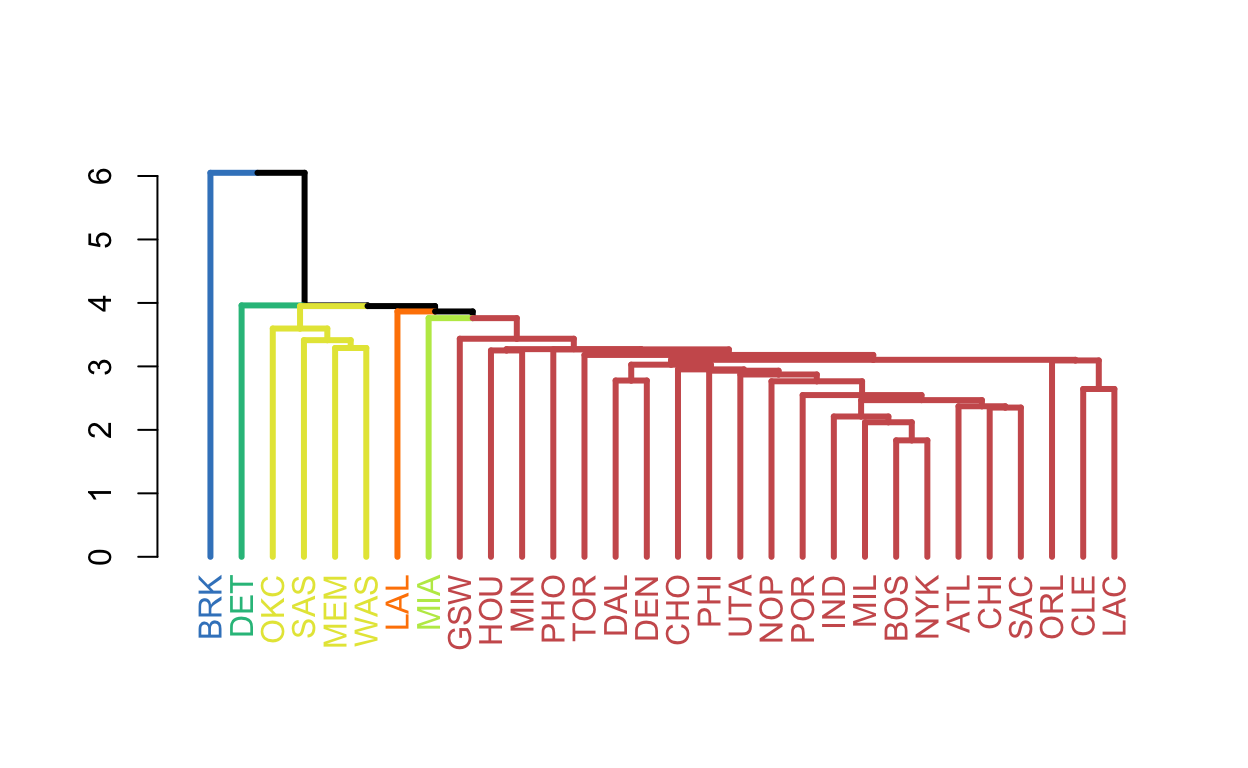 6
5
4
3
2
1
0
BRK
DET
OKC
SAS
MEM
WAS
LAL
MIA
GSW
HOU
MIN
PHO
TOR
DAL
DEN
CHO
PHI
UTA
NOP
POR
IND
MIL
BOS
NYK
ATL
CHI
SAC
ORL
CLE
LAC